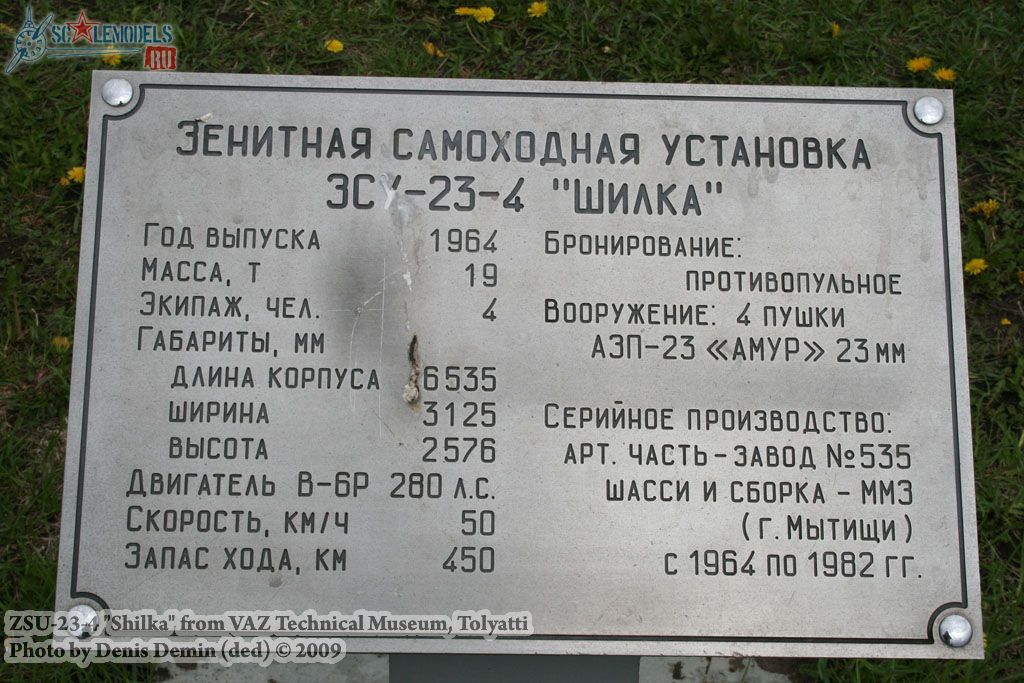 SCALEMODELS
RU
ЗЕНИТНАЯ САМОХОДНАЯ УСТАНОВКА
ЗСУ-23-4 "ШИЛКА"
ГОД ВЫПУСКА 1964
МАССА, Т 19
ЭКИПАЖ, ЧЕЛ. 4
ГАБАРИТЫ, ММ
ДЛИНА КОРПУСА 6535
ШИРИНА 3125
ВЫСОТА 2576
ДВИГАТЕЛЬ В-6Р 280 Л.С.
СКОРОСТЬ, КМ/Ч 50
ЗАПАС ХОДА, КМ 450
БРОНИРОВАНИЕ:
ПРОТИВОПУЛЬНОЕ
ВООРУЖЕНИЕ: 4 ПУШКИ
АЗП-23 «АМУР» 23 ММ
СЕРИЙНОЕ ПРОИЗВОДСТВО:
АРТ. ЧАСТЬ - ЗАВОД №535
ШАССИ И СБОРКА - ММЗ
(Г. МЫТИЩИ)
С 1964 ПО 1982 ГГ.
ZSU-23-4 "Shilka" from VAZ Technical Museum, Tolyatti
Photo by Denis Demin (ded) © 2009